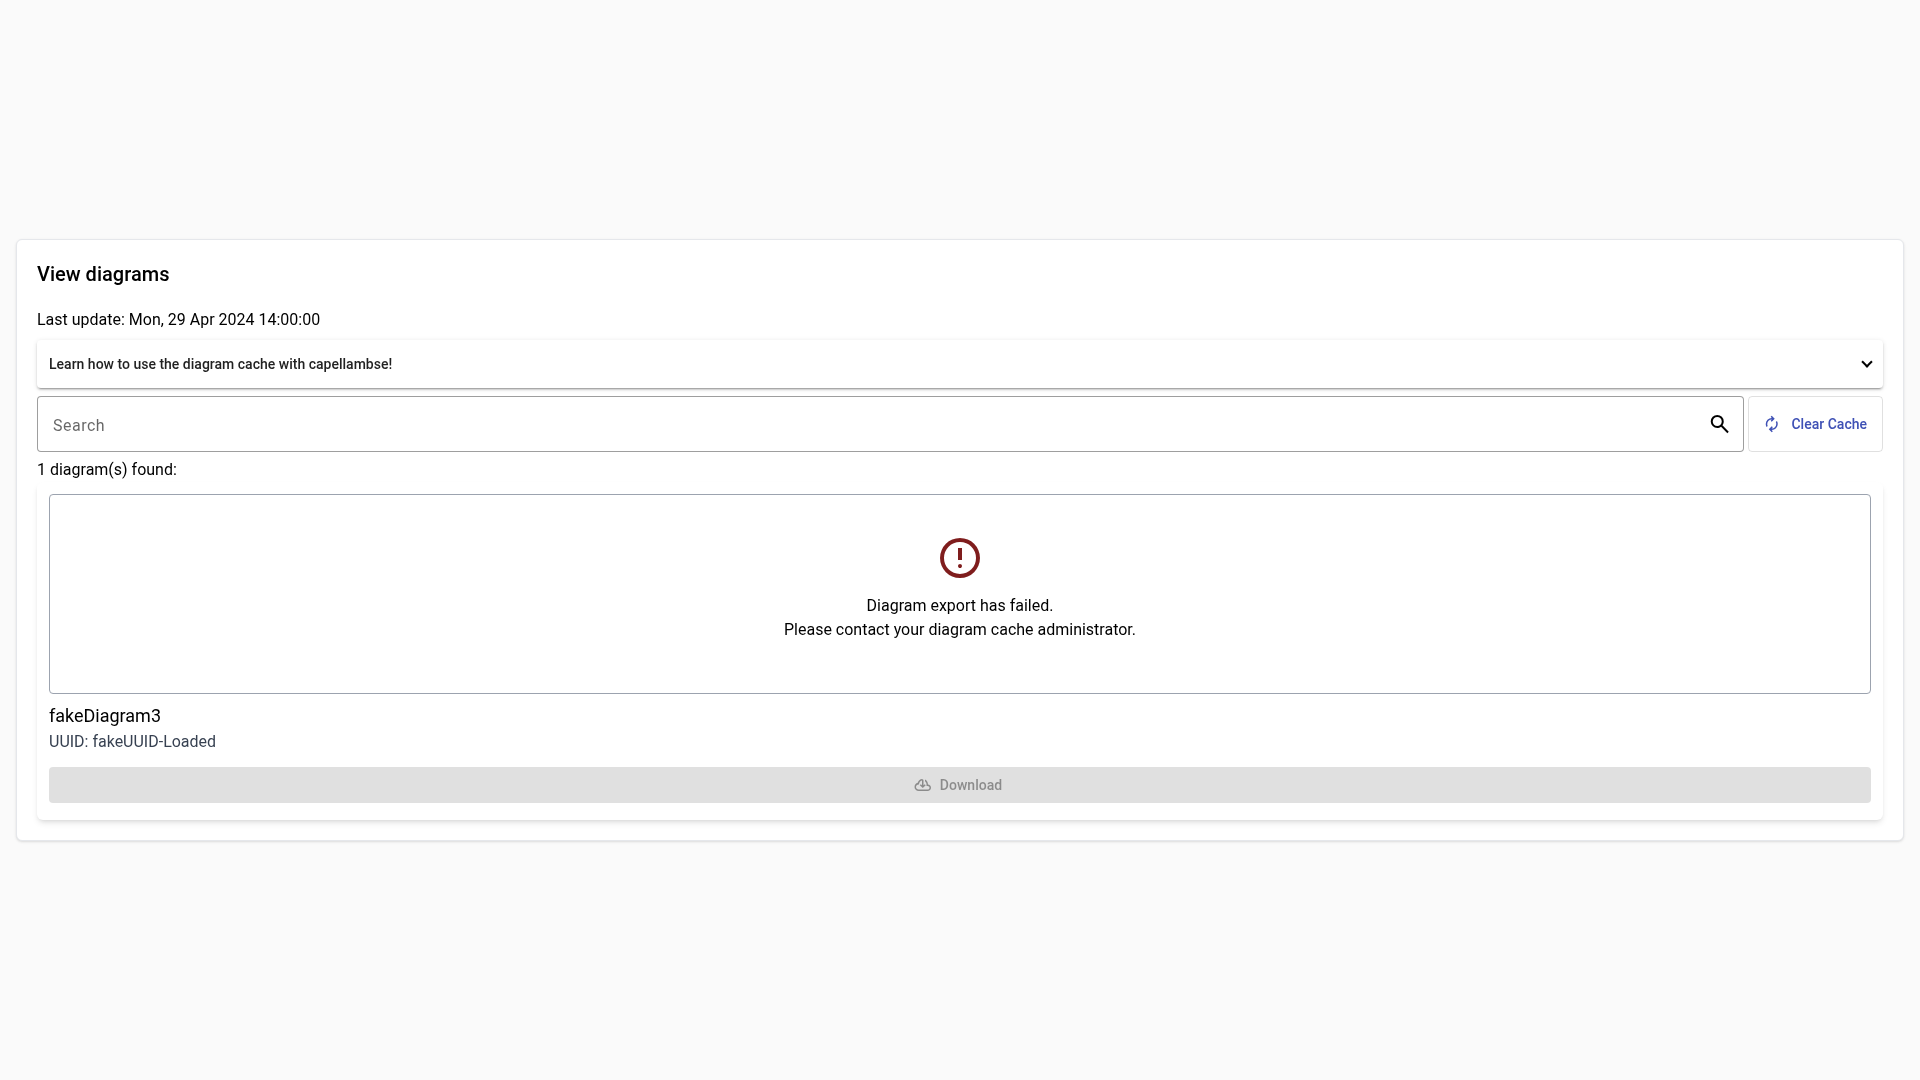 View diagrams
Last update: Mon, 29 Apr 2024 14:00:00
Learn how to use the diagram cache with capellambse!
Search
Clear Cache
1 diagram(s) found:
Diagram export has failed.
Please contact your diagram cache administrator.
fakeDiagram3
UUID: fakeUUID-Loaded
Download